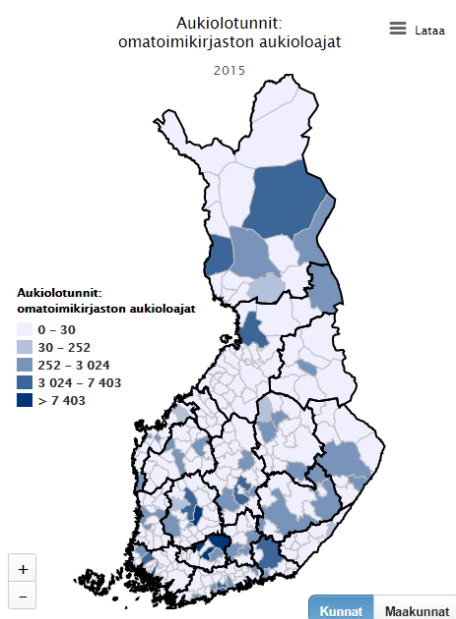 Aukiolotunnit:
omatoimikirjaston aukioloajat
Lataa
2015
Aukiolotunnit:
omatoimikirjaston aukioloajat
0 – 30
30 – 252
252 – 3 024
3 024 – 7 403
> 7 403
+
–
Kunnat Maakunnat